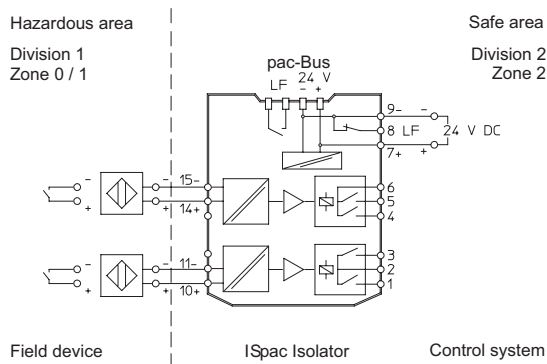 Hazardous area
Safe area
Division 1
Zone 0 / 1
Division 2
Zone 2
pac-Bus
LF 24 V
- +
9- -
8 LF 24 V DC
7+ +
- - 15-
+ + 14+
6
5
4
- - 11-
+ + 10+
3
2
1
Field device
ISpac Isolator
Control system